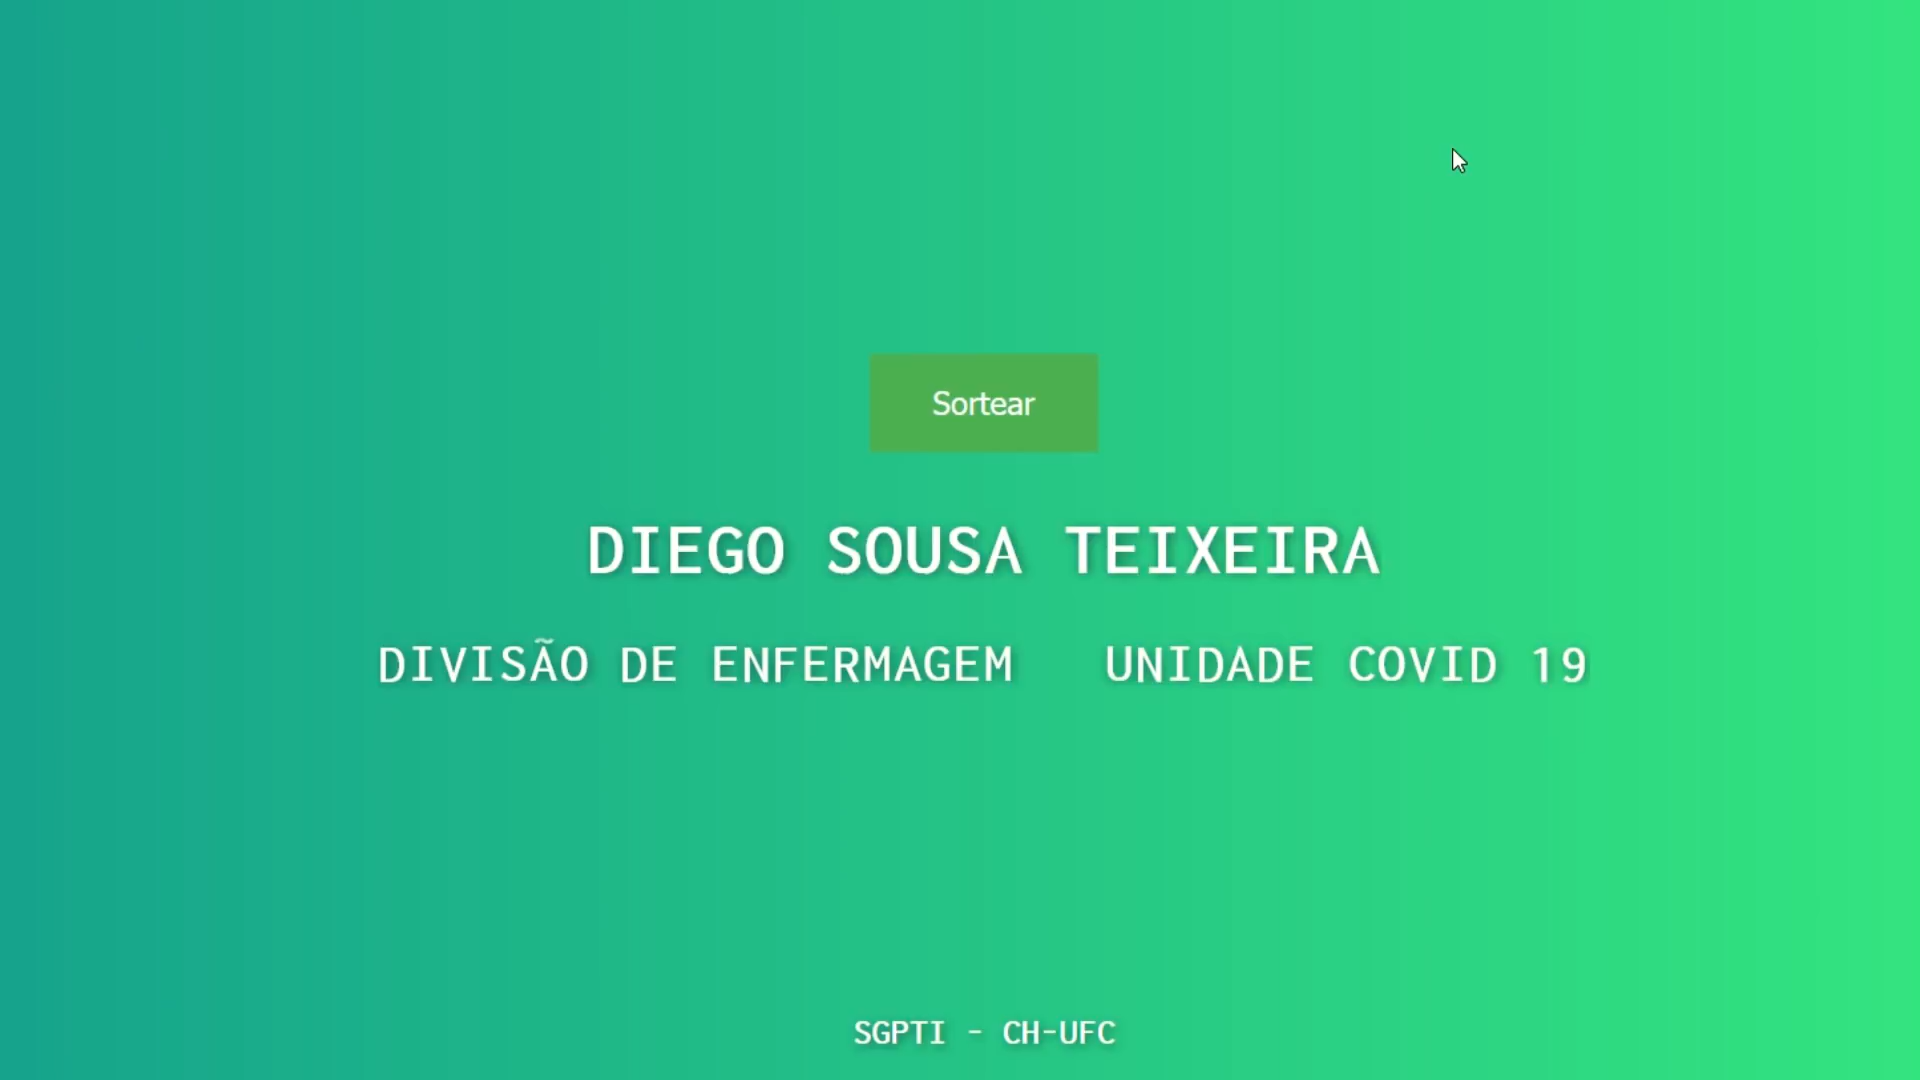 Sortear
DIEGO SOUSA TEIXEIRA
DIVISÃO DE ENFERMAGEM   UNIDADE COVID 19
SGPTI - CH-UFC